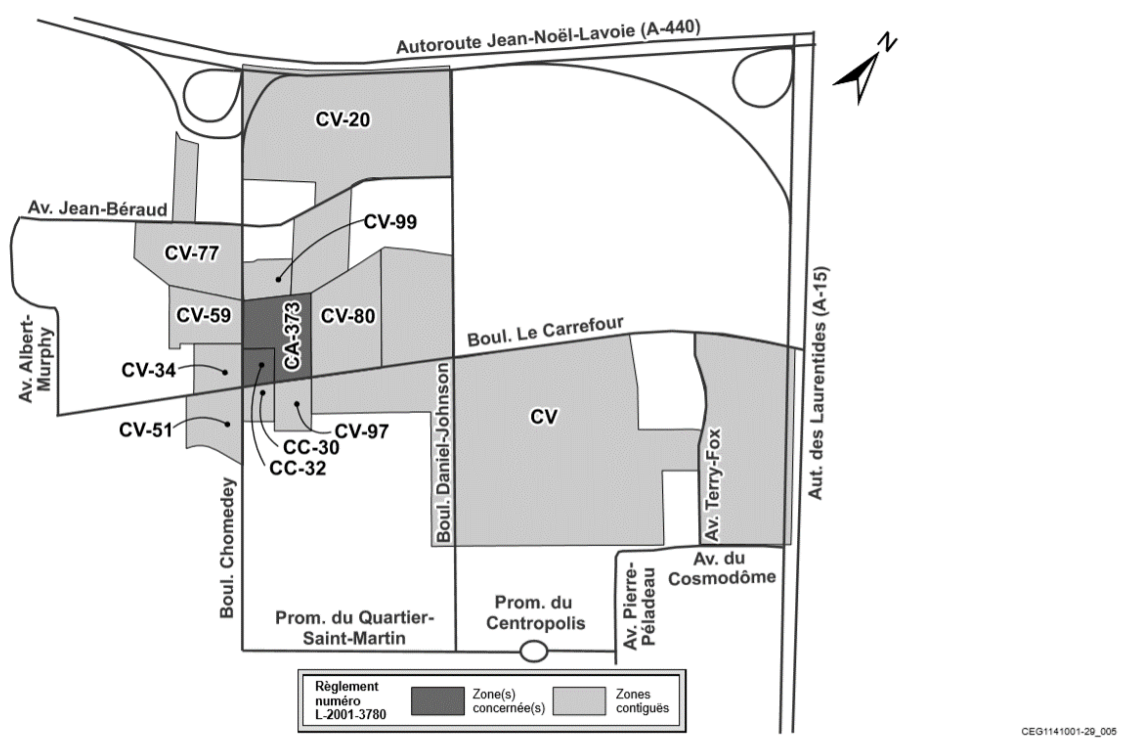 Autoroute Jean-Noël-Lavoie (A-440)
N
CV-20
Av. Jean-Béraud
CV-99
CV-77
CV-59
CA-373
CV-80
Boul. Le Carrefour
Aut. des Laurentides (A-15)
Av. Albert-
Murphy
CV-34
CV-51
CV-97
CC-30
CC-32
CV
Boul. Daniel-Johnson
Av. Terry-Fox
Boul. Chomedey
Av. du
Cosmodôme
Prom. du Quartier-
Saint-Martin
Prom. du
Centropolis
Av. Pierre-
Péladeau
Règlement
numéro
L-2001-3780
Zone(s)
concernée(s)
Zones
contiguës
CEG1141001-29_005